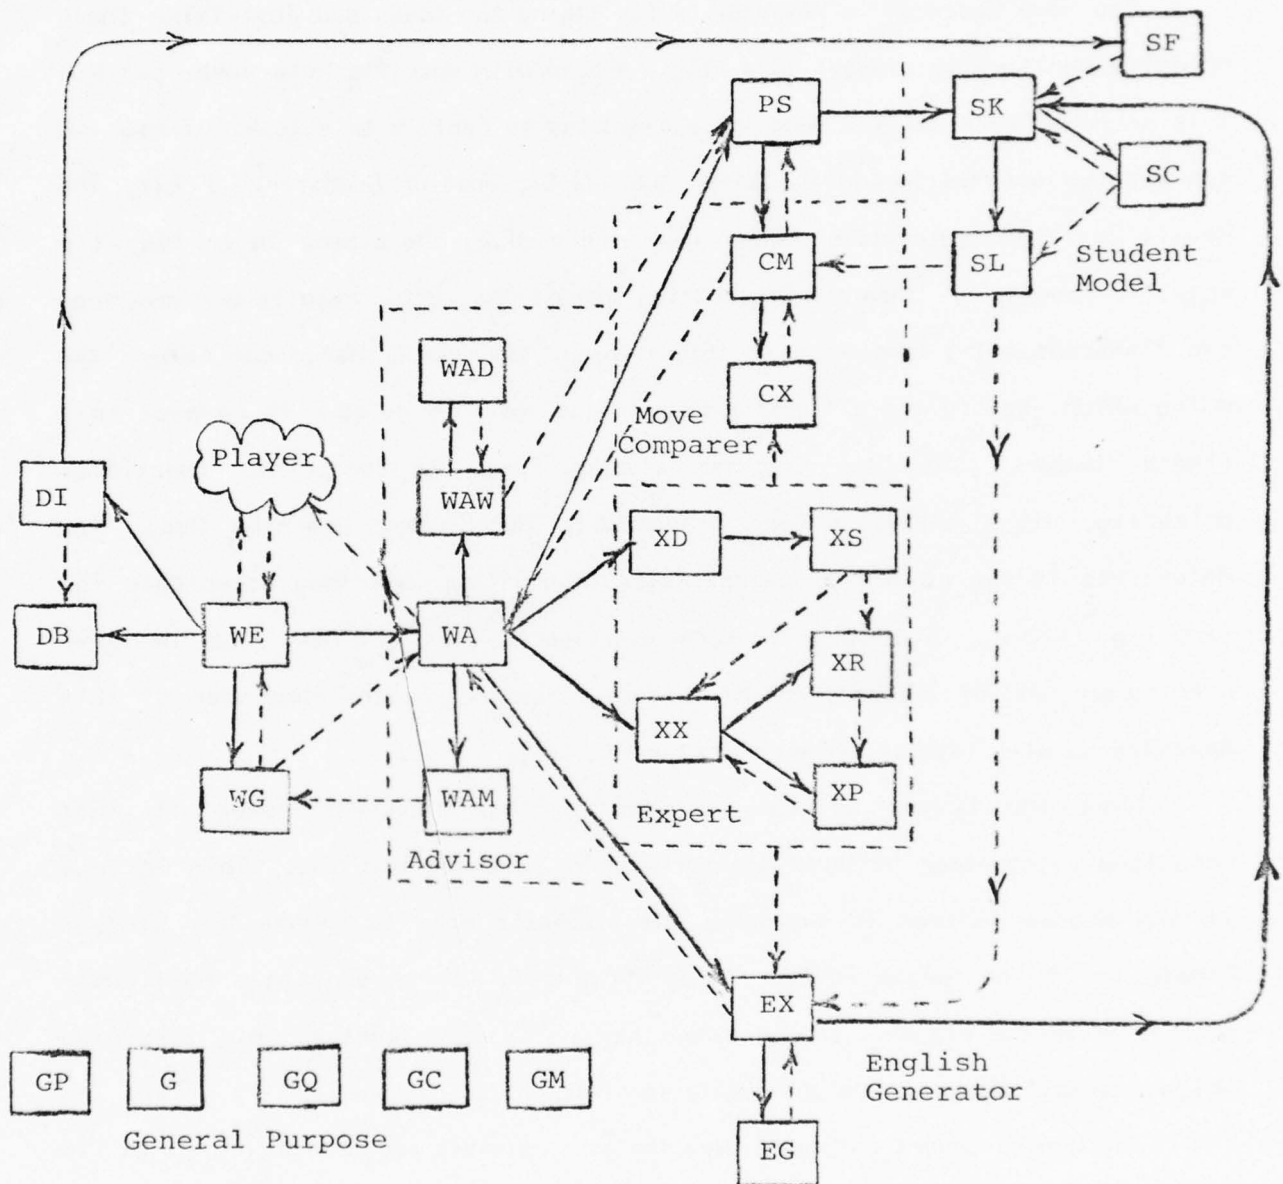 SF
PS
SK
SC
CM
SL
Student
Model
WAD
CX
Move
Comparer
Player
DI
WAW
XD
XS
DB
WE
WA
XR
XX
WG
WAM
XP
Expert
Advisor
EX
English
Generator
GP
G
GQ
GC
GM
General Purpose
EG